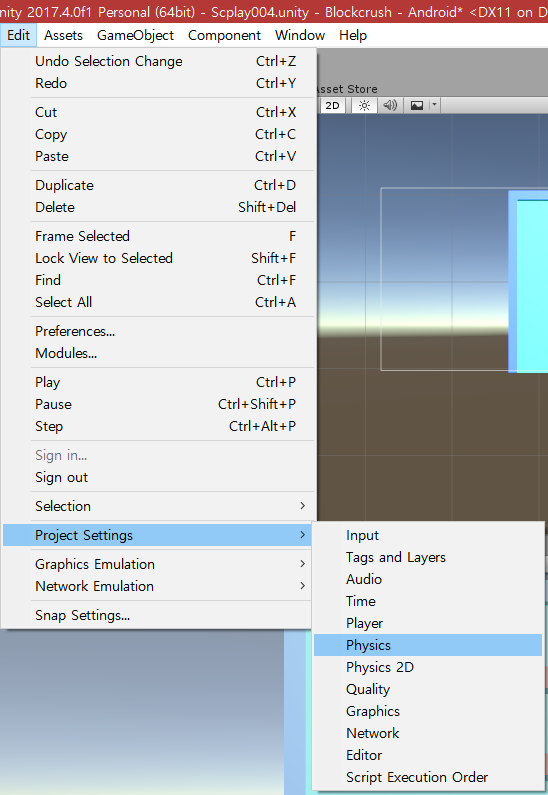 nity 2017.4.0f1 Personal (64bit) - Scplay004.unity - Blockcrush - Android* <DX11 on D
Edit Assets GameObject Component Window Help
Asset Store
2D
Undo Selection Change Ctrl+Z
Redo Ctrl+Y
Cut Ctrl+X
Copy Ctrl+C
Paste Ctrl+V
Duplicate Ctrl+D
Delete Shift+Del
Frame Selected F
Lock View to Selected Shift+F
Find Ctrl+F
Select All Ctrl+A
Preferences...
Modules...
Play Ctrl+P
Pause Ctrl+Shift+P
Step Ctrl+Alt+P
Sign in...
Sign out
Selection
Project Settings
Graphics Emulation
Network Emulation
Snap Settings...
Input
Tags and Layers
Audio
Time
Player
Physics
Physics 2D
Quality
Graphics
Network
Editor
Script Execution Order